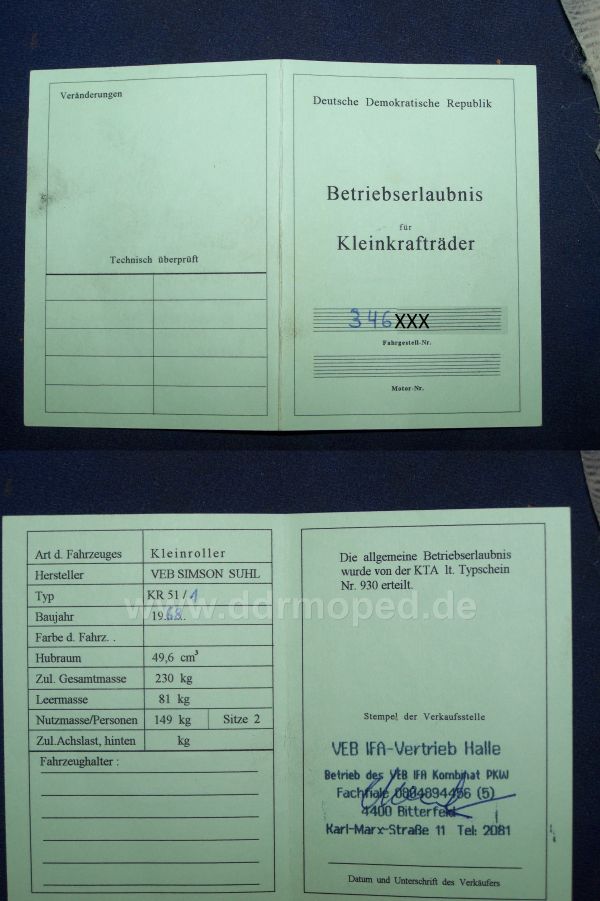 Veränderungen
Technisch überprüft
Deutsche Demokratische Republik
Betriebserlaubnis
für
Kleinkrafträder
346XXX
Fahrgestell-Nr.
Motor-Nr.
Art d. Fahrzeuges Kleinroller
Hersteller VEB SIMSON SUHL
Typ KR 51 / 1
Baujahr 1968.
Farbe d. Fahrz. .
Hubraum 49,6 cm³
Zul. Gesamtmasse 230 kg
Leermasse 81 kg
Nutzmasse/Personen 149 kg Sitze 2
Zul.Achslast, hinten kg
Fahrzeughalter :
www.ddrmoped.de
Die allgemeine Betriebserlaubnis
wurde von der KTA lt. Typschein
Nr. 930 erteilt.
Stempel der Verkaufsstelle
VEB IFA-Vertrieb Halle
Betrieb des VEB IFA Kombinat PKW
(5)
4400 Bitterfeld
Karl-Marx-Straße 11 Tel: 2081
Datum und Unterschrift des Verkäufers